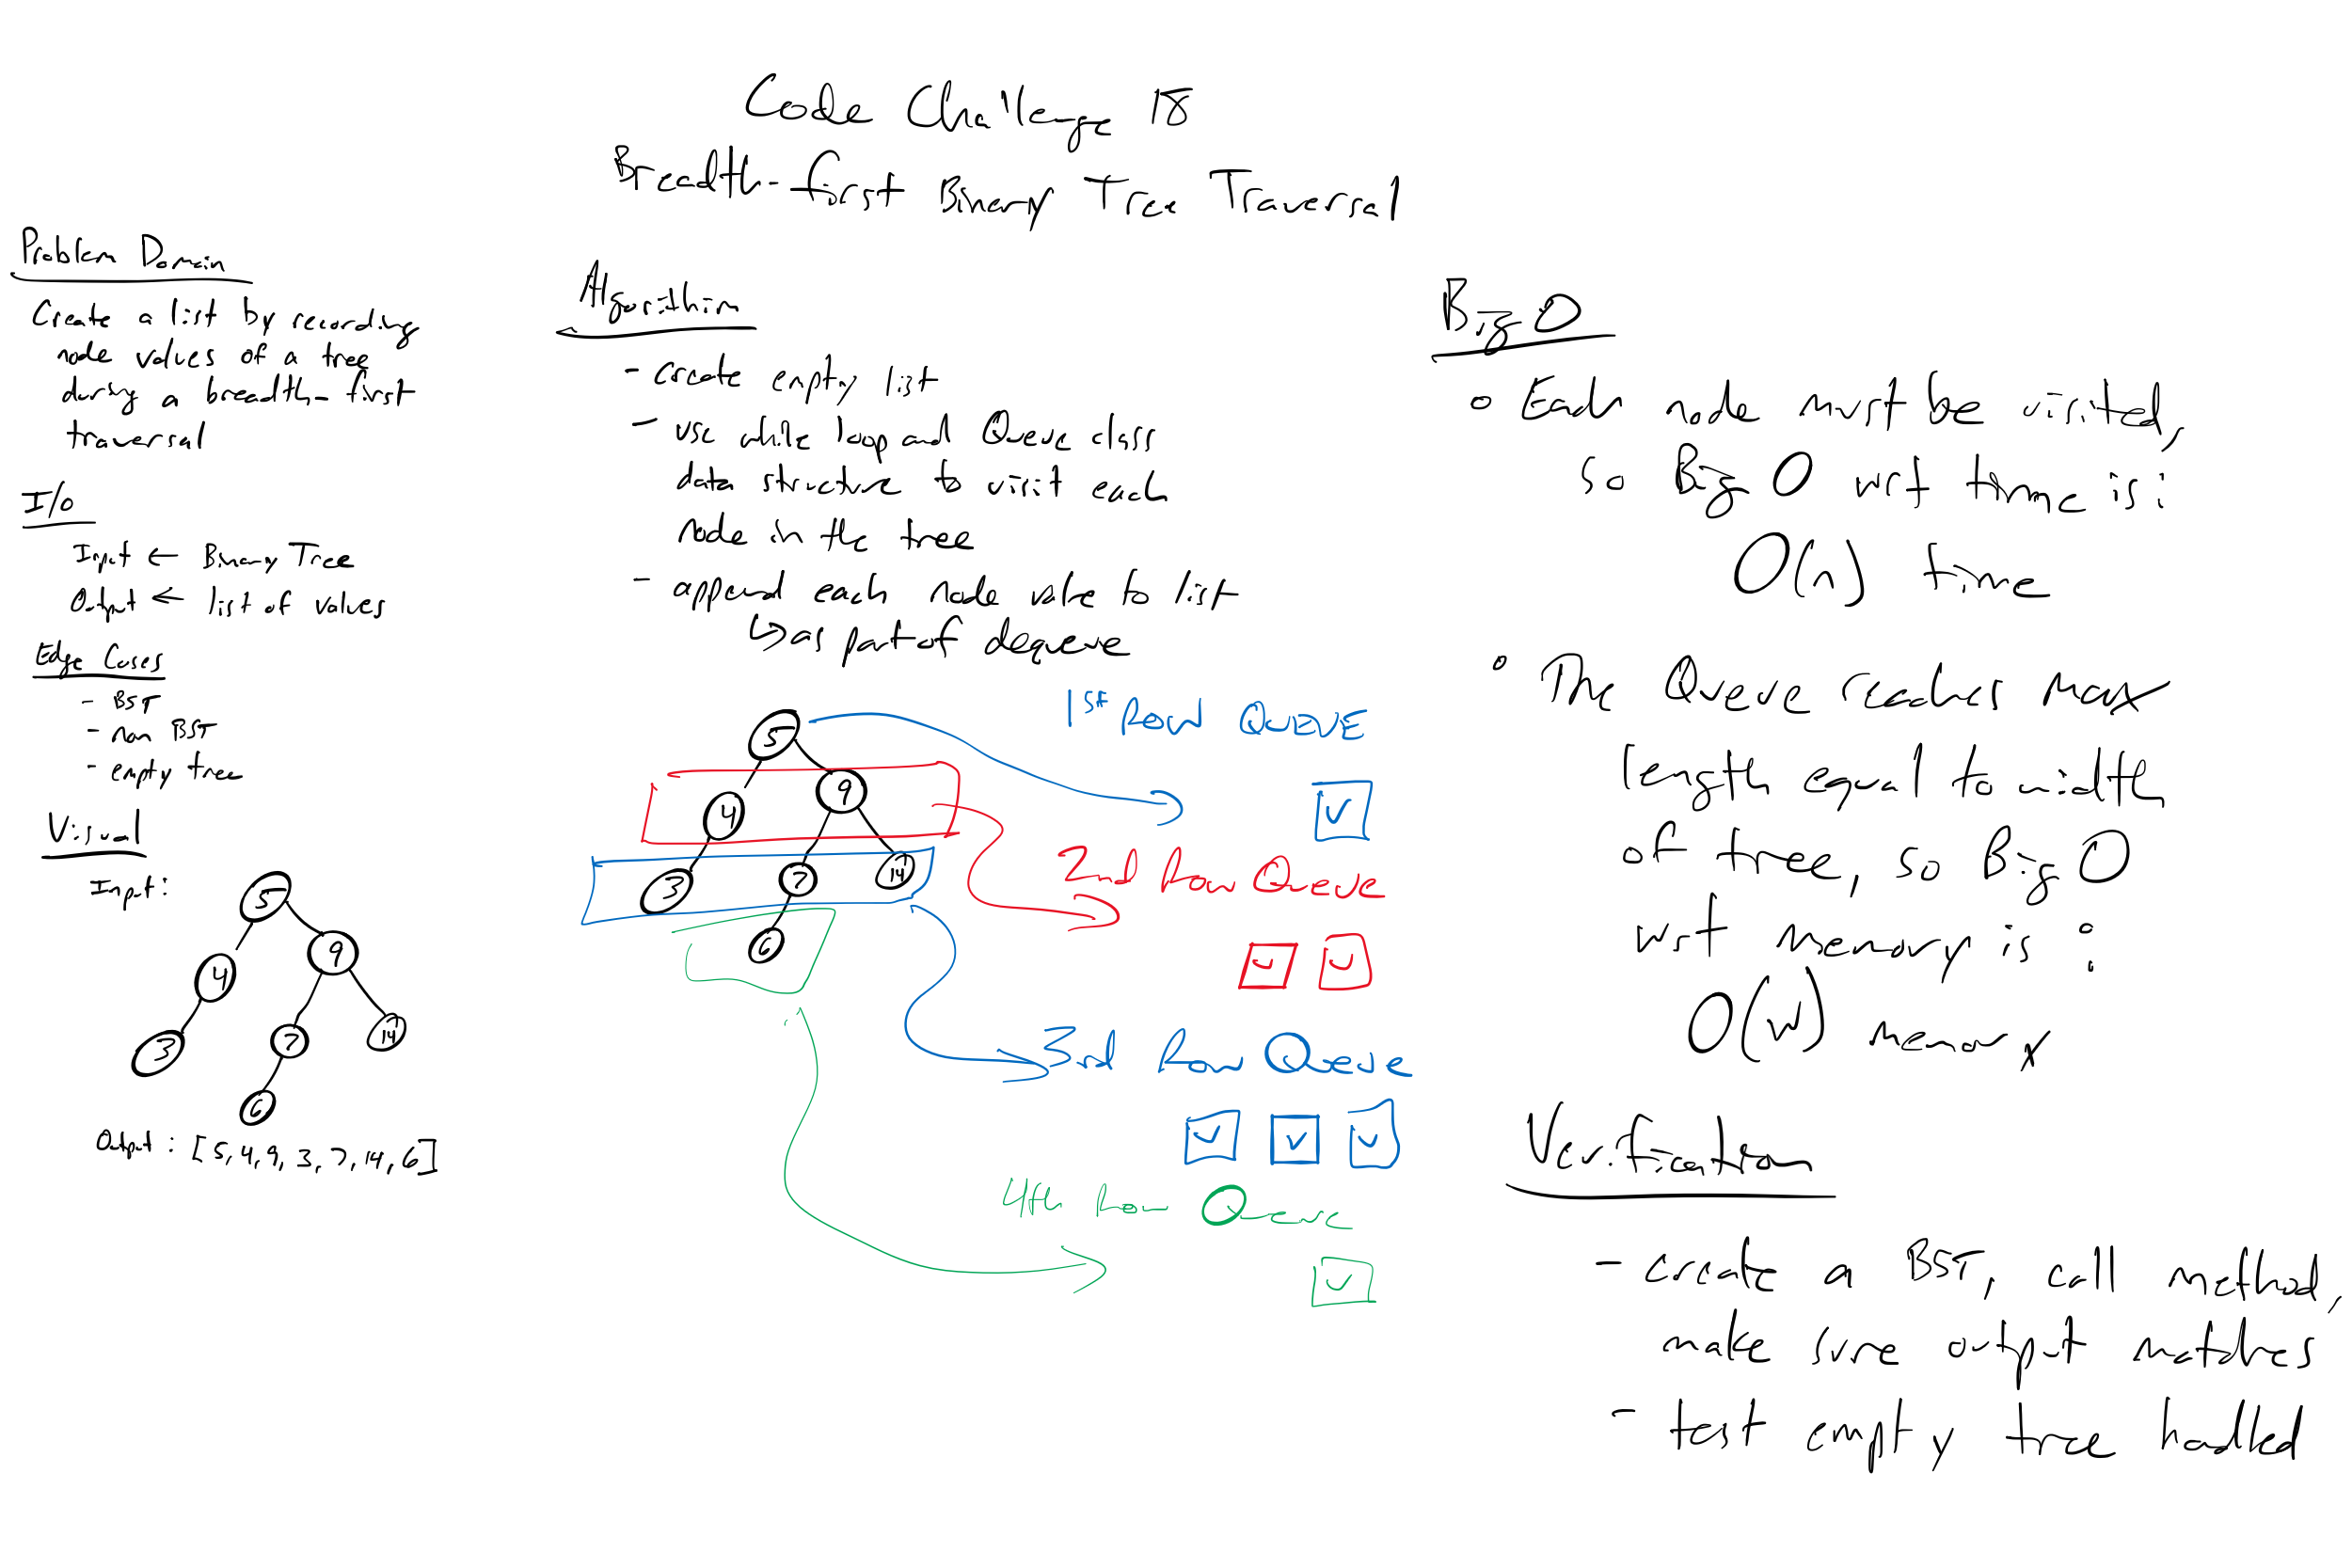 Code Challenge 18
Breadth-first Binary Tree Traversal
Problem Domain
Create a list by recording
node values of a tree
during a breadth-first
traversal
I/O
Input ← Binary Tree
Output ← list of values
Edge Cases
- BST
- non BST
- empty tree
Visual
Input:
5
4 9
3 7 14
6
Output: [5, 4, 9, 3, 7, 14, 6]
Algorithim
- create empty list
- use while loop and Queue class
data structure to visit each
node in the tree
- append each node value to list
↳ as part of dequeue
5
4 9
3 7 14
6
1st ROW QUEUE
V
2nd Row Queue
V V
3rd Row Queue
V V V
4th Row Queue
V
Big O
Each node must be visited,
so Big O wrt time is:
O(n) time
The Queue reaches max
length equal to width
of tree, so Big O
wrt memory is:
O(w) memory
Verification
- create a BST, call method,
make sure output matches
- test empty tree handled